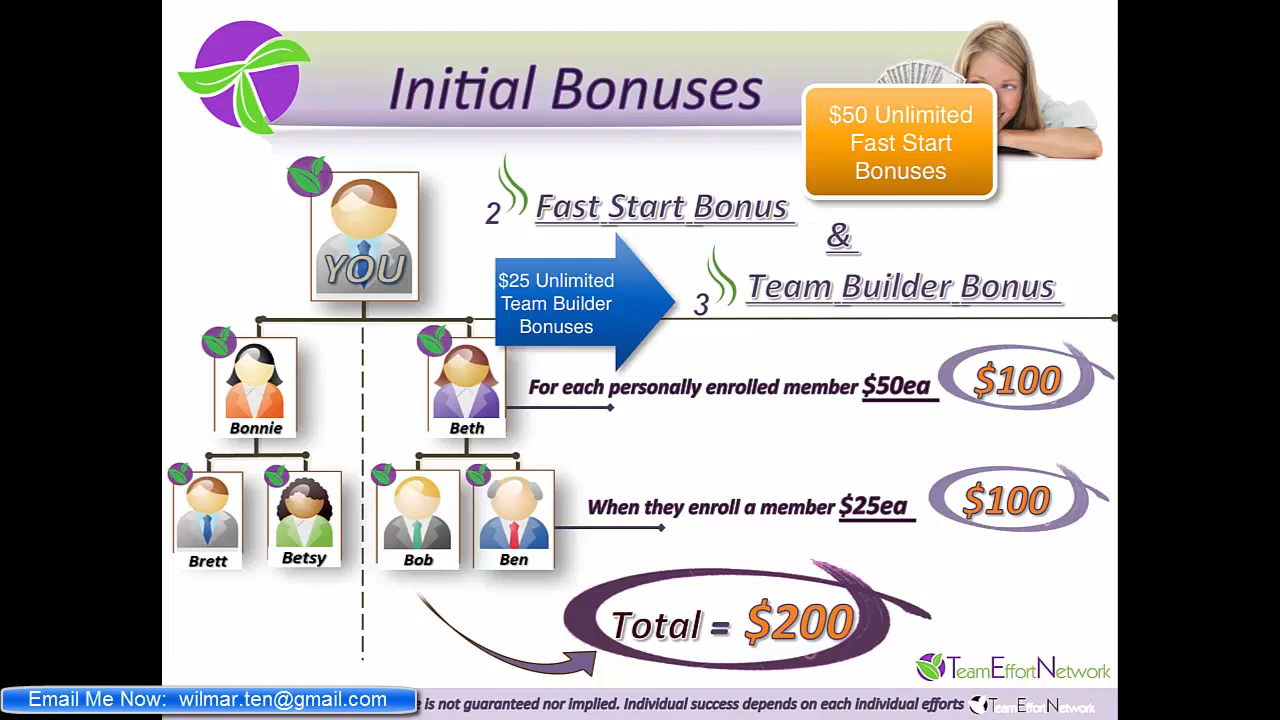 Initial Bonuses
$50 Unlimited
Fast Start
Bonuses
YOU
2 Fast Start Bonus
&
$25 Unlimited
Team Builder
Bonuses
3 Team Builder Bonus
For each personally enrolled member $50ea $100
Bonnie Beth
When they enroll a member $25ea $100
Brett Betsy Bob Ben
Total = $200
TeamEffortNetwork
Email Me Now: wilmar.ten@gmail.com
is not guaranteed nor implied. Individual success depends on each individual efforts
T E N
TeamEffortNetwork